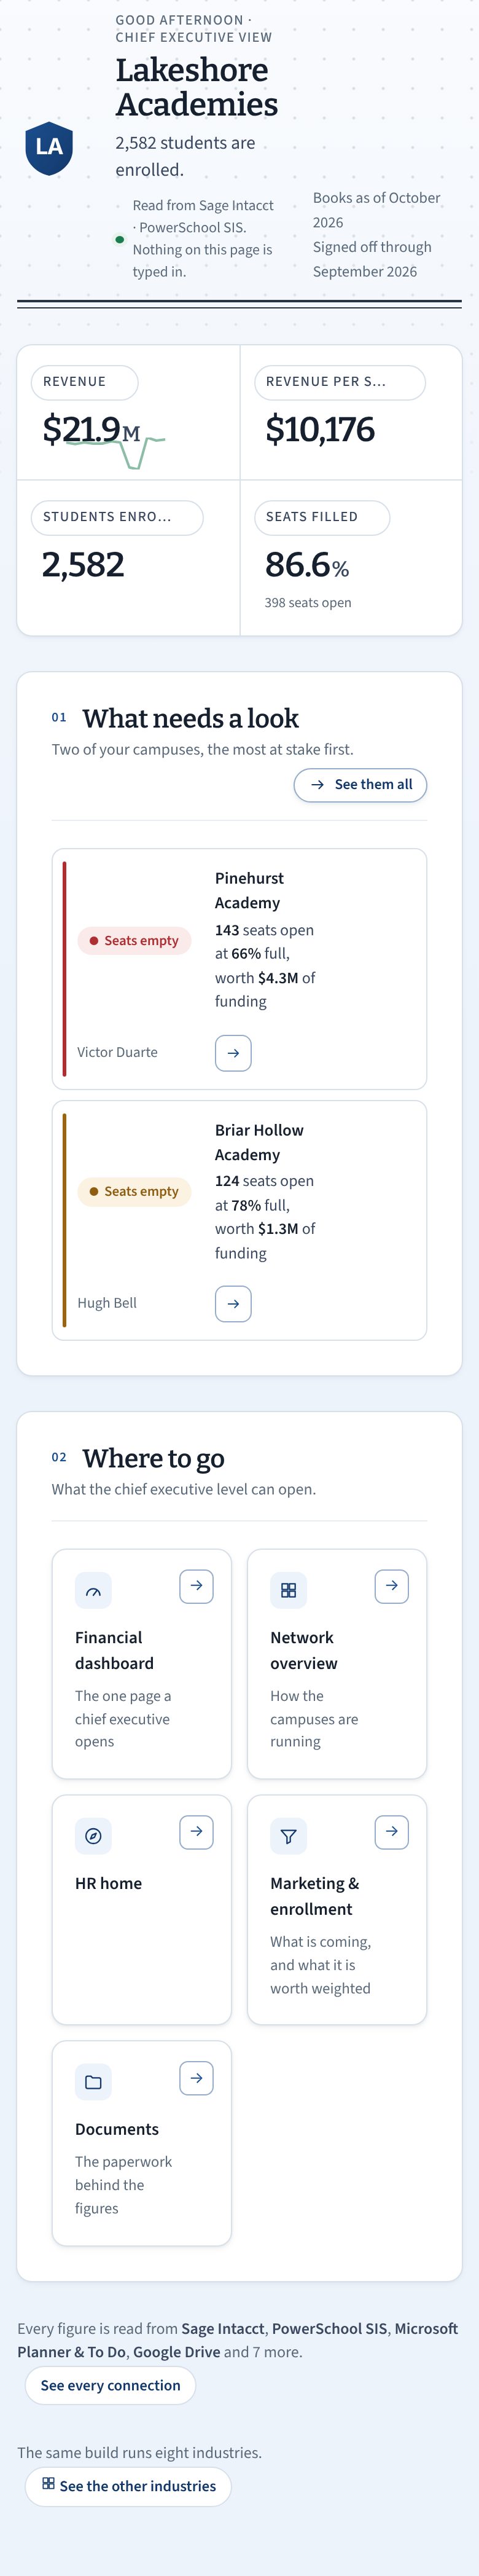 GOOD AFTERNOON ·
CHIEF EXECUTIVE VIEW
Lakeshore
Academies
LA
2,582 students are
enrolled.
Read from Sage Intacct
· PowerSchool SIS.
Nothing on this page is
typed in.
Books as of October
2026
Signed off through
September 2026
REVENUE
$21.9M
REVENUE PER S...
$10,176
STUDENTS ENRO...
2,582
SEATS FILLED
86.6%
398 seats open
01 What needs a look
Two of your campuses, the most at stake first.
→ See them all
Pinehurst
Academy
Seats empty
143 seats open
at 66% full,
worth $4.3M of
funding
Victor Duarte
→
Briar Hollow
Academy
Seats empty
124 seats open
at 78% full,
worth $1.3M of
funding
Hugh Bell
→
02 Where to go
What the chief executive level can open.
→
Financial
dashboard
The one page a
chief executive
opens
→
Network
overview
How the
campuses are
running
→
HR home
→
Marketing &
enrollment
What is coming,
and what it is
worth weighted
→
Documents
The paperwork
behind the
figures
Every figure is read from Sage Intacct, PowerSchool SIS, Microsoft
Planner & To Do, Google Drive and 7 more.
See every connection
The same build runs eight industries.
See the other industries